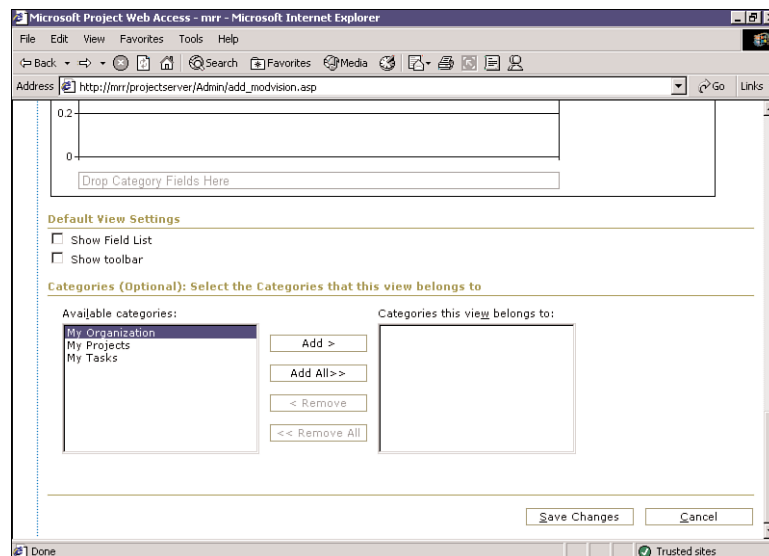 Microsoft Project Web Access - mrr - Microsoft Internet Explorer
File Edit View Favorites Tools Help
Back Search Favorites Media
Address http://mrr/projectserver/Admin/add_modvision.asp Go Links
0.2
0
Drop Category Fields Here
Default View Settings
Show Field List
Show toolbar
Categories (Optional): Select the Categories that this view belongs to
Available categories: Categories this view belongs to:
My Organization
My Projects
My Tasks
Add >
Add All>>
< Remove
<< Remove All
Save Changes Cancel
Done Trusted sites